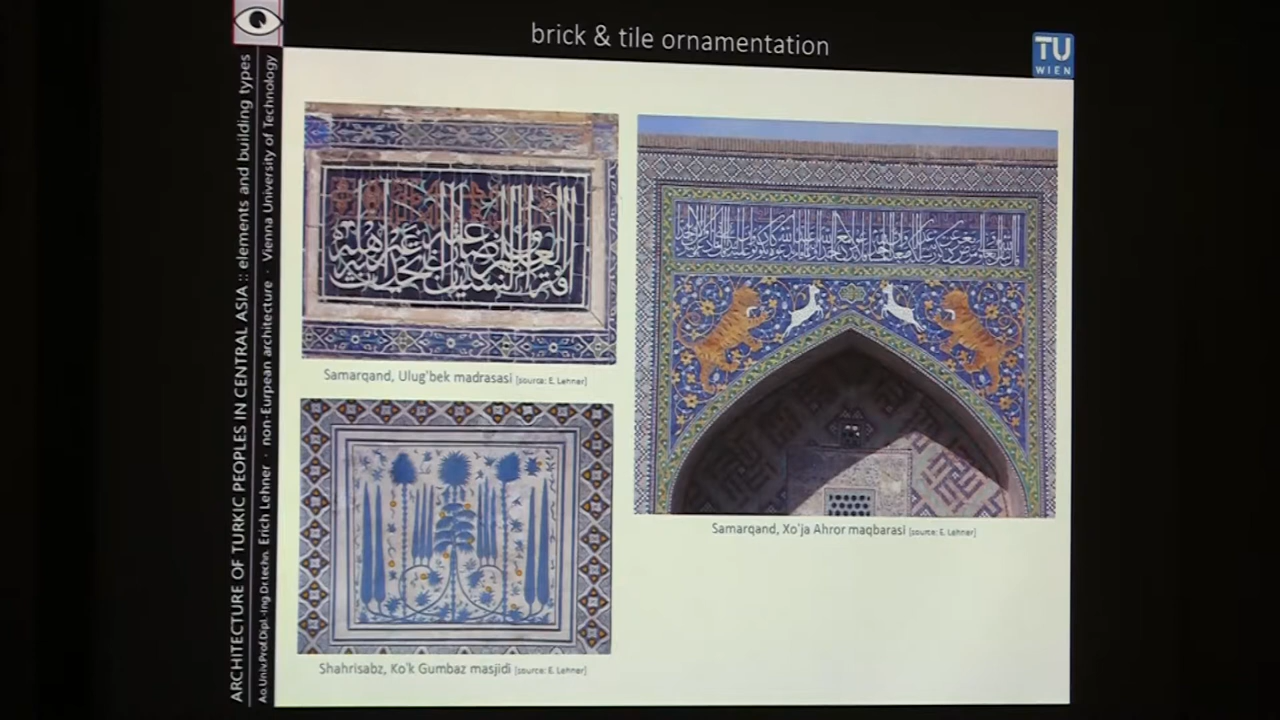 brick & tile ornamentation
TU
WIEN
ARCHITECTURE OF TURKIC PEOPLES IN CENTRAL ASIA :: elements and building types
Ao.Univ.Prof.Dipl.-Ing.Dr.techn. Erich Lehner · non-Eurpean architecture · Vienna University of Technology
Samarqand, Ulug'bek madrasasi [source: E. Lehner]
Samarqand, Xo'ja Ahror maqbarasi [source: E. Lehner]
Shahrisabz, Ko'k Gumbaz masjidi [source: E. Lehner]